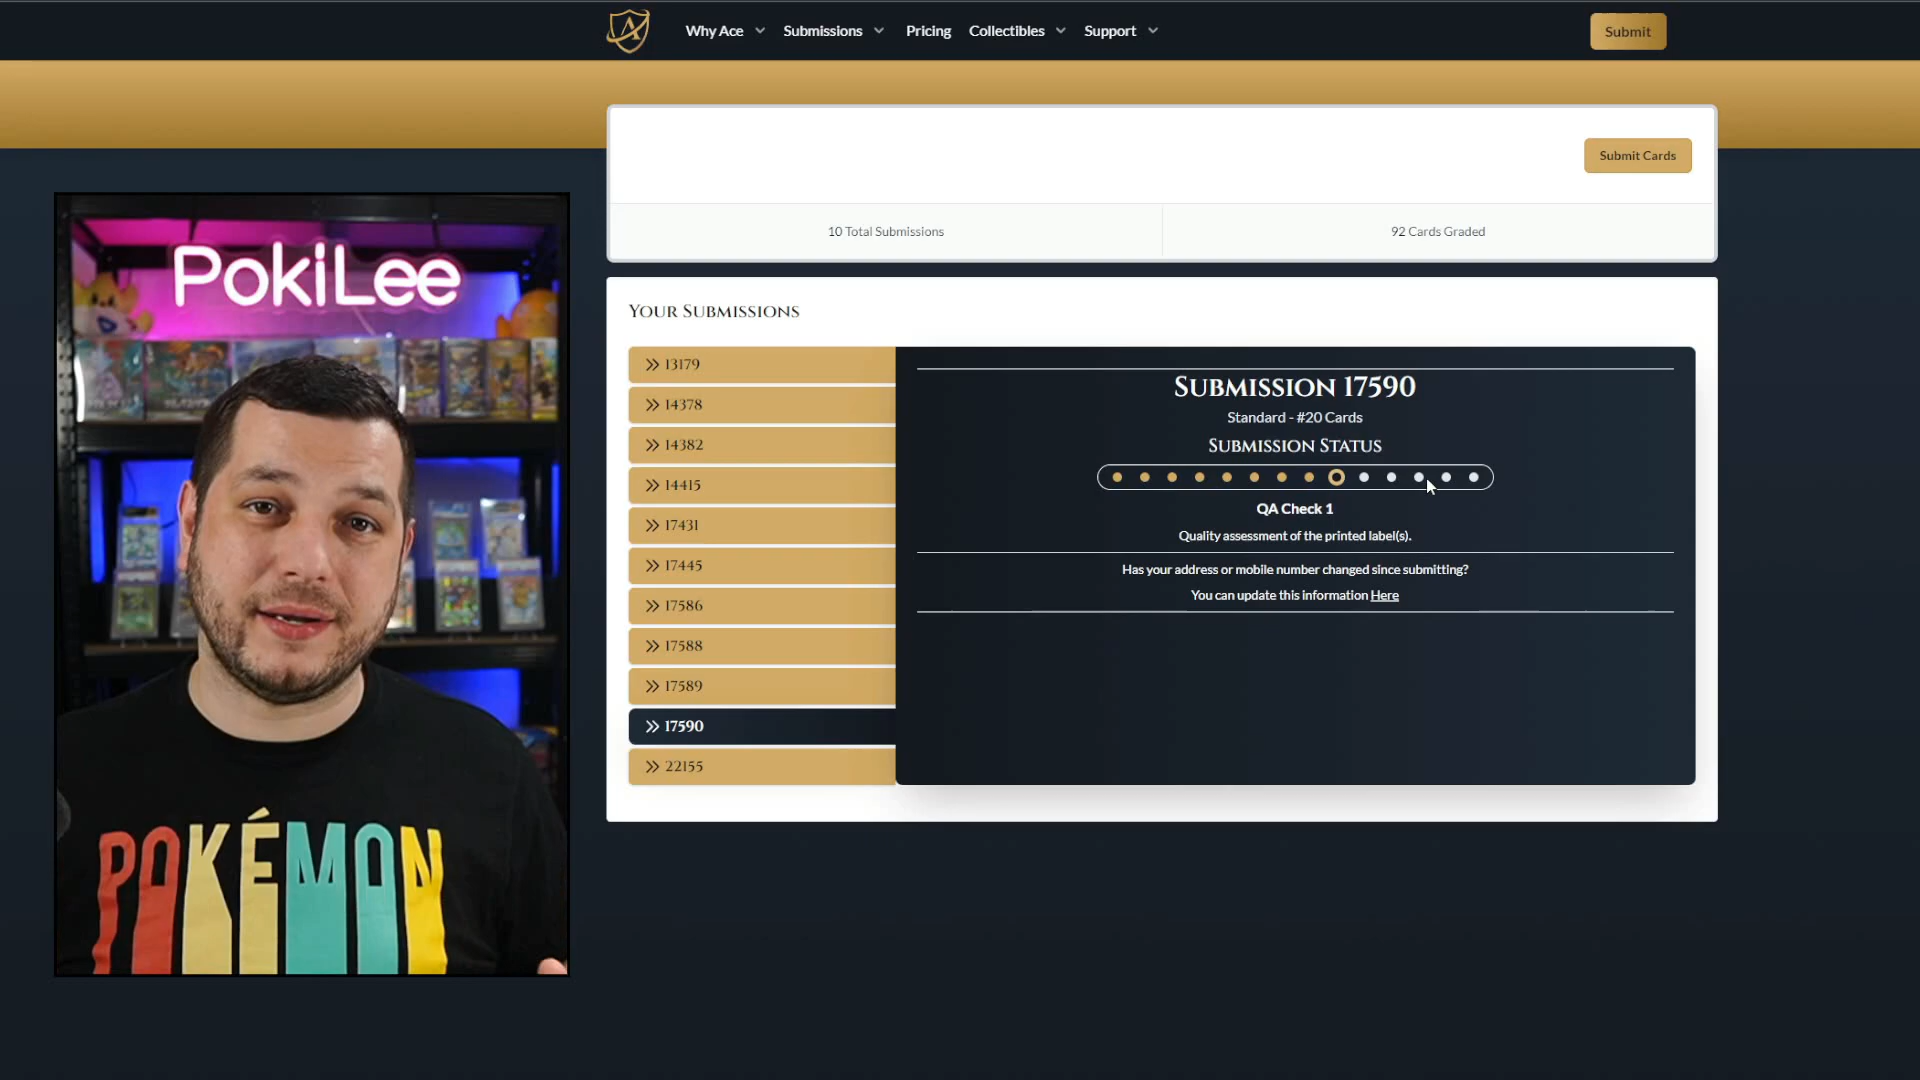 Why Ace
Submissions
Pricing
Collectibles
Support
Submit
Submit Cards
10 Total Submissions
92 Cards Graded
Your Submissions
13179
14378
14382
14415
17431
17445
17586
17588
17589
17590
22155
Submission 17590
Standard - #20 Cards
Submission Status
QA Check 1
Quality assessment of the printed label(s).
Has your address or mobile number changed since submitting?
You can update this information Here
PokiLee
POKÉMON